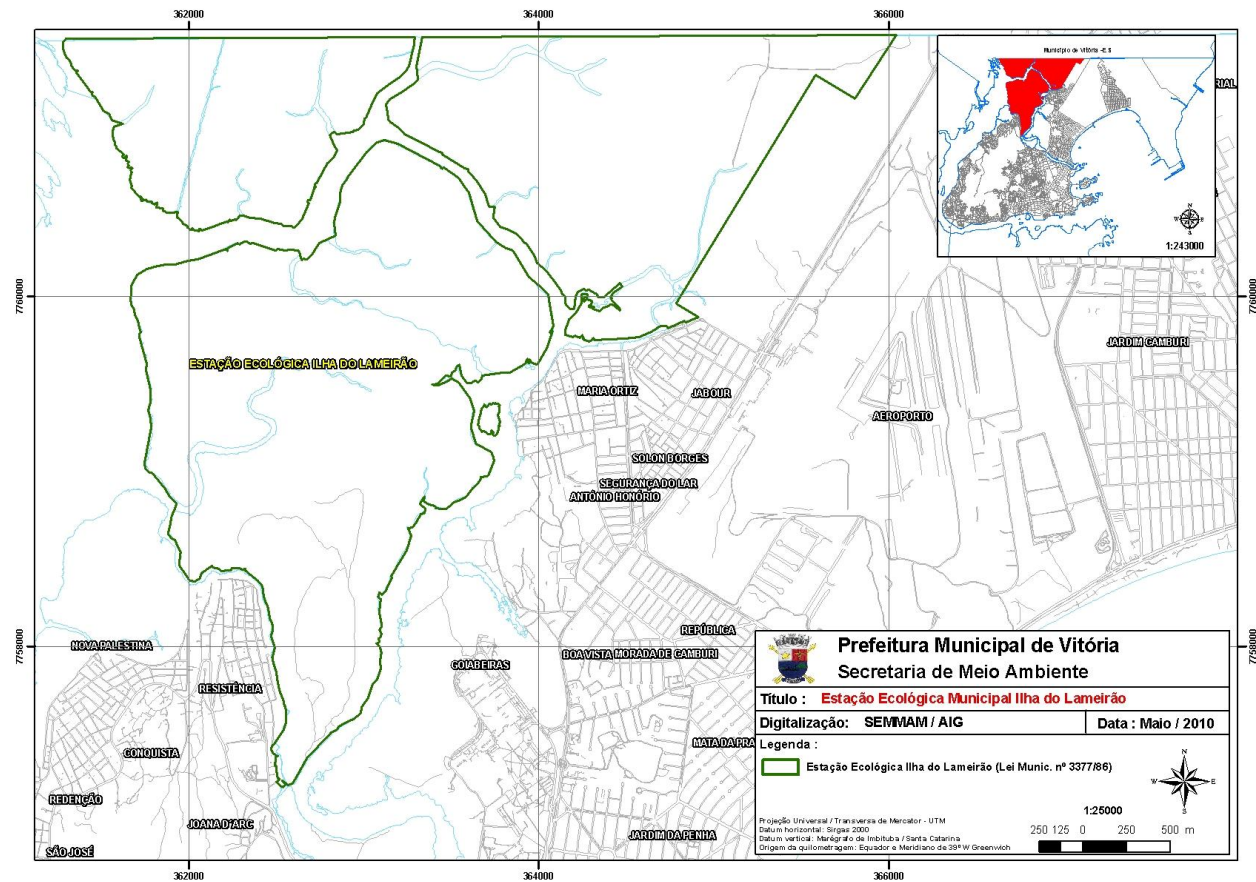 362000
364000
366000
Município de Vitória -E.S
RIAL
N
W
E
S
1:243000
7760000
7760000
JARDIM CAMBURI
ESTAÇÃO ECOLÓGICA ILHA DO LAMEIRÃO
MARIA ORTIZ
JABOUR
AEROPORTO
SOLON BORGES
SEGURANÇA DO LAR
ANTÔNIO HONÓRIO
REPÚBLICA
7758000
7758000
NOVA PALESTINA
BOA VISTA
MORADA DE CAMBURI
GOIABEIRAS
RESISTÊNCIA
CONQUISTA
MATA DA PRA
REDENÇÃO
JOANA D'ARC
JARDIM DA PENHA
SÃO JOSÉ
Prefeitura Municipal de Vitória
Secretaria de Meio Ambiente
Título : Estação Ecológica Municipal Ilha do Lameirão
Digitalização: SEMMAM / AIG
Data : Maio / 2010
Legenda :
Estação Ecológica Ilha do Lameirão (Lei Munic. nº 3377/86)
N
W
E
S
1:25000
Projeção Universal / Transversa de Mercator - UTM
Datum horizontal: Sirgas 2000
Datum vertical: Marégrafo de Imbituba / Santa Catarina
Origem da quilometragem: Equador e Meridiano de 39º W Greenwich
250 125 0 250 500 m
362000
364000
366000